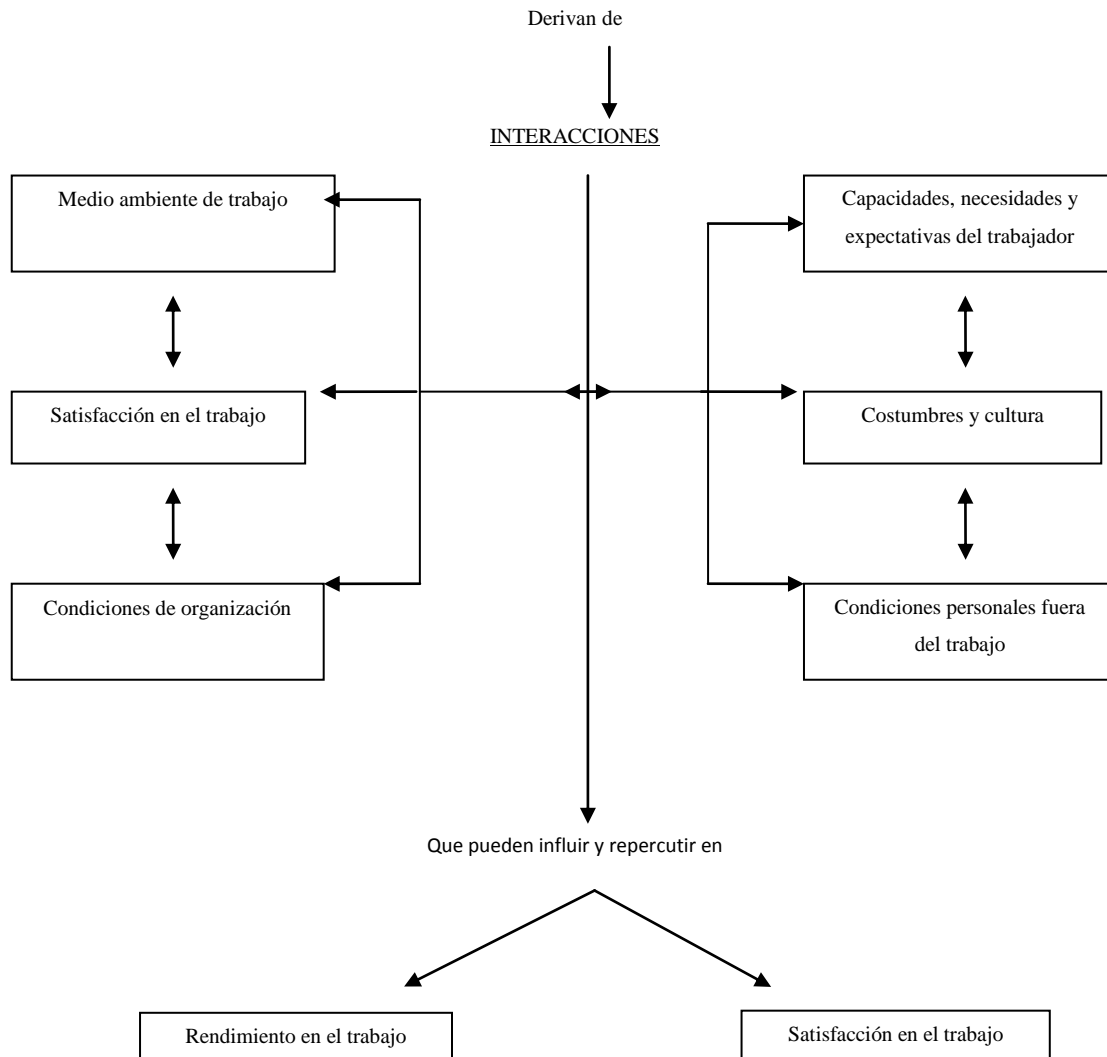 Derivan de
INTERACCIONES
Medio ambiente de trabajo
Capacidades, necesidades y
expectativas del trabajador
Satisfacción en el trabajo
Costumbres y cultura
Condiciones de organización
Condiciones personales fuera
del trabajo
Que pueden influir y repercutir en
Rendimiento en el trabajo
Satisfacción en el trabajo